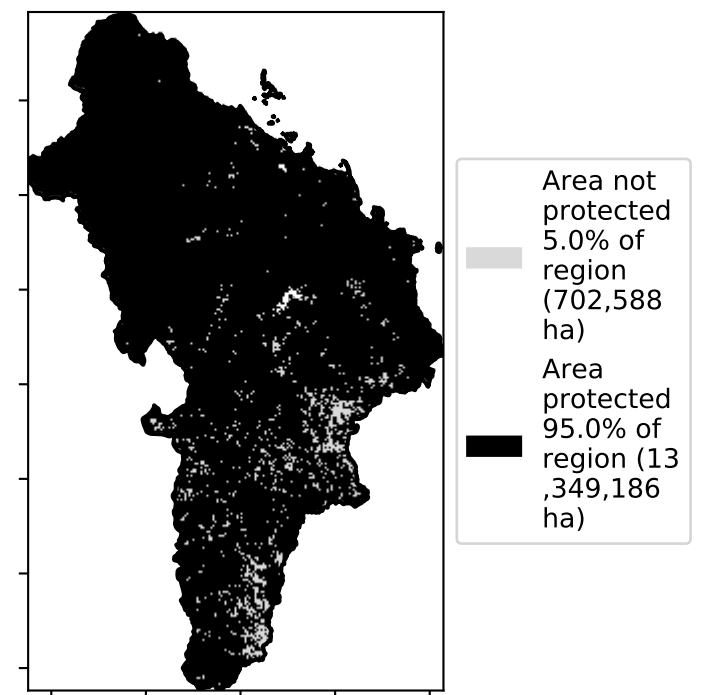 Area not
protected
5.0% of
region
(702,588
ha)
Area
protected
95.0% of
region (13
,349,186
ha)